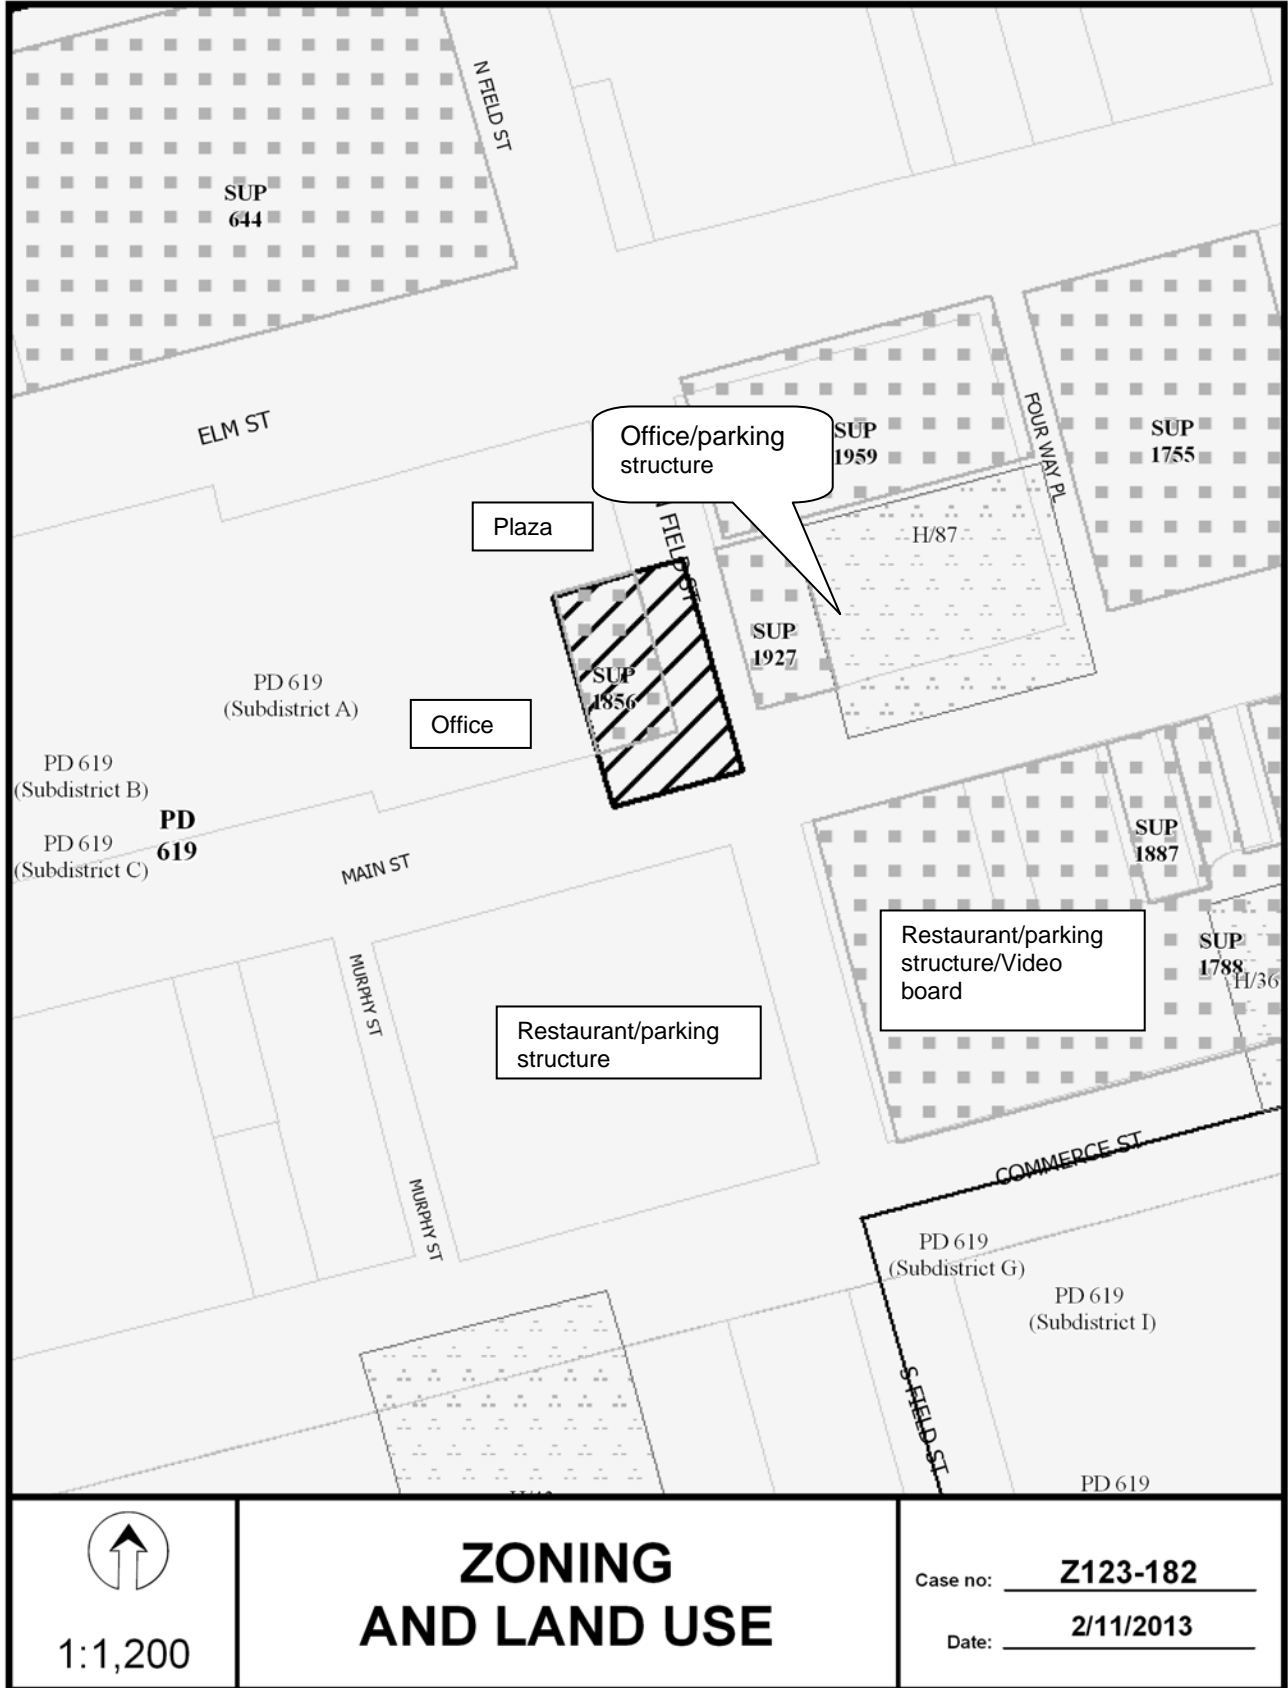 N FIELD ST
SUP
644
ELM ST
Office/parking
structure
SUP
1959
FOUR WAY PL
SUP
1755
Plaza
N FIELD ST
H/87
SUP
1927
SUP
1856
PD 619
(Subdistrict A)
Office
PD 619
(Subdistrict B)
PD
619
PD 619
(Subdistrict C)
MAIN ST
SUP
1887
Restaurant/parking
structure/Video
board
SUP
1788
H/36
MURPHY ST
Restaurant/parking
structure
COMMERCE ST
MURPHY ST
PD 619
(Subdistrict G)
PD 619
(Subdistrict I)
S FIELD ST
PD 619
1:1,200
ZONING
AND LAND USE
Case no: Z123-182
Date: 2/11/2013